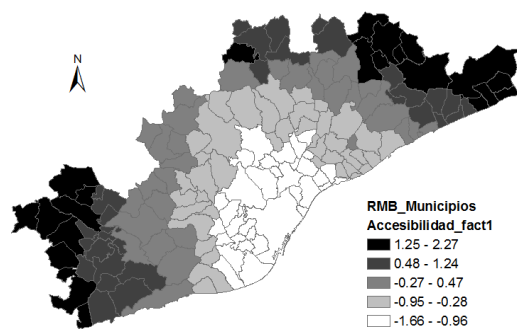 N
RMB_Municipios
Accesibilidad_fact1
1.25 - 2.27
0.48 - 1.24
-0.27 - 0.47
-0.95 - -0.28
-1.66 - -0.96